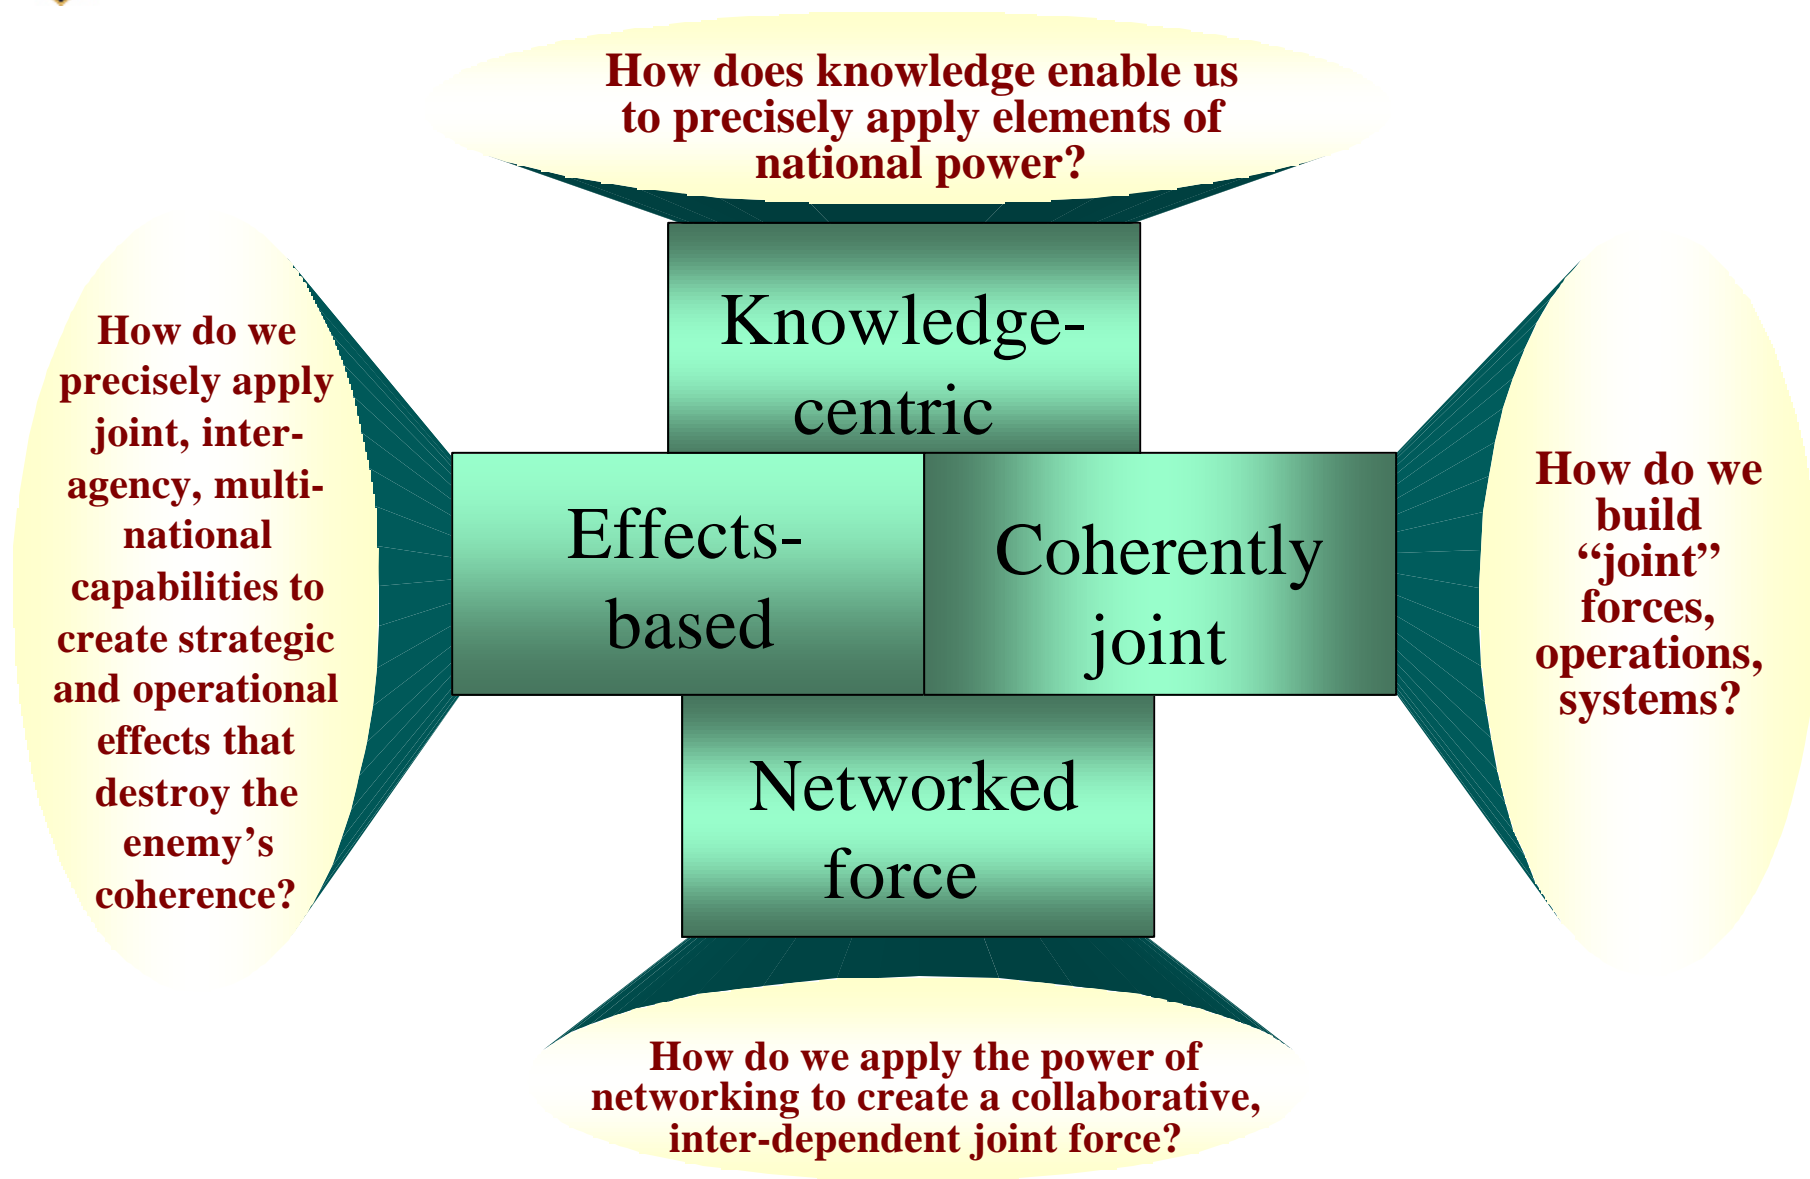 How does knowledge enable us
to precisely apply elements of
national power?
Knowledge-
centric
How do we
precisely apply
joint, inter-
agency, multi-
national
capabilities to
create strategic
and operational
effects that
destroy the
enemy’s
coherence?
Effects-
based
Coherently
joint
How do we
build
“joint”
forces,
operations,
systems?
Networked
force
How do we apply the power of
networking to create a collaborative,
inter-dependent joint force?